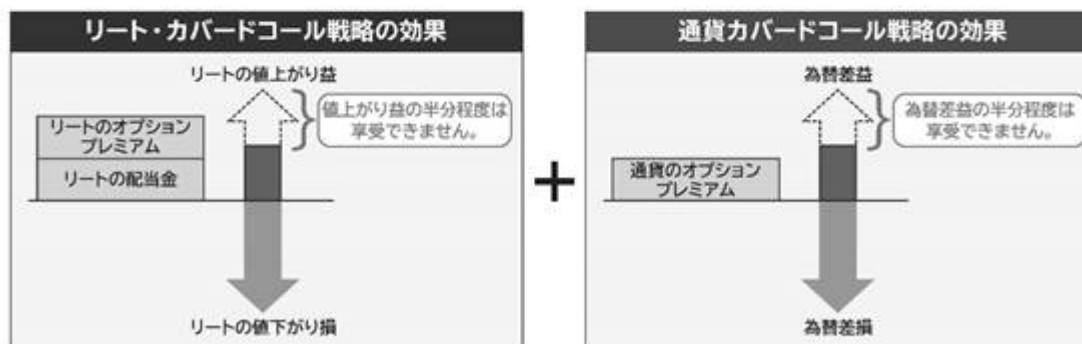 リート・カバードコール戦略の効果
リートの値上がり益
値上がり益の半分程度は
享受できません。
リートのオプション
プレミアム
リートの配当金
リートの値下がり損
+
通貨カバードコール戦略の効果
為替差益
為替差益の半分程度は
享受できません。
通貨のオプション
プレミアム
為替差損